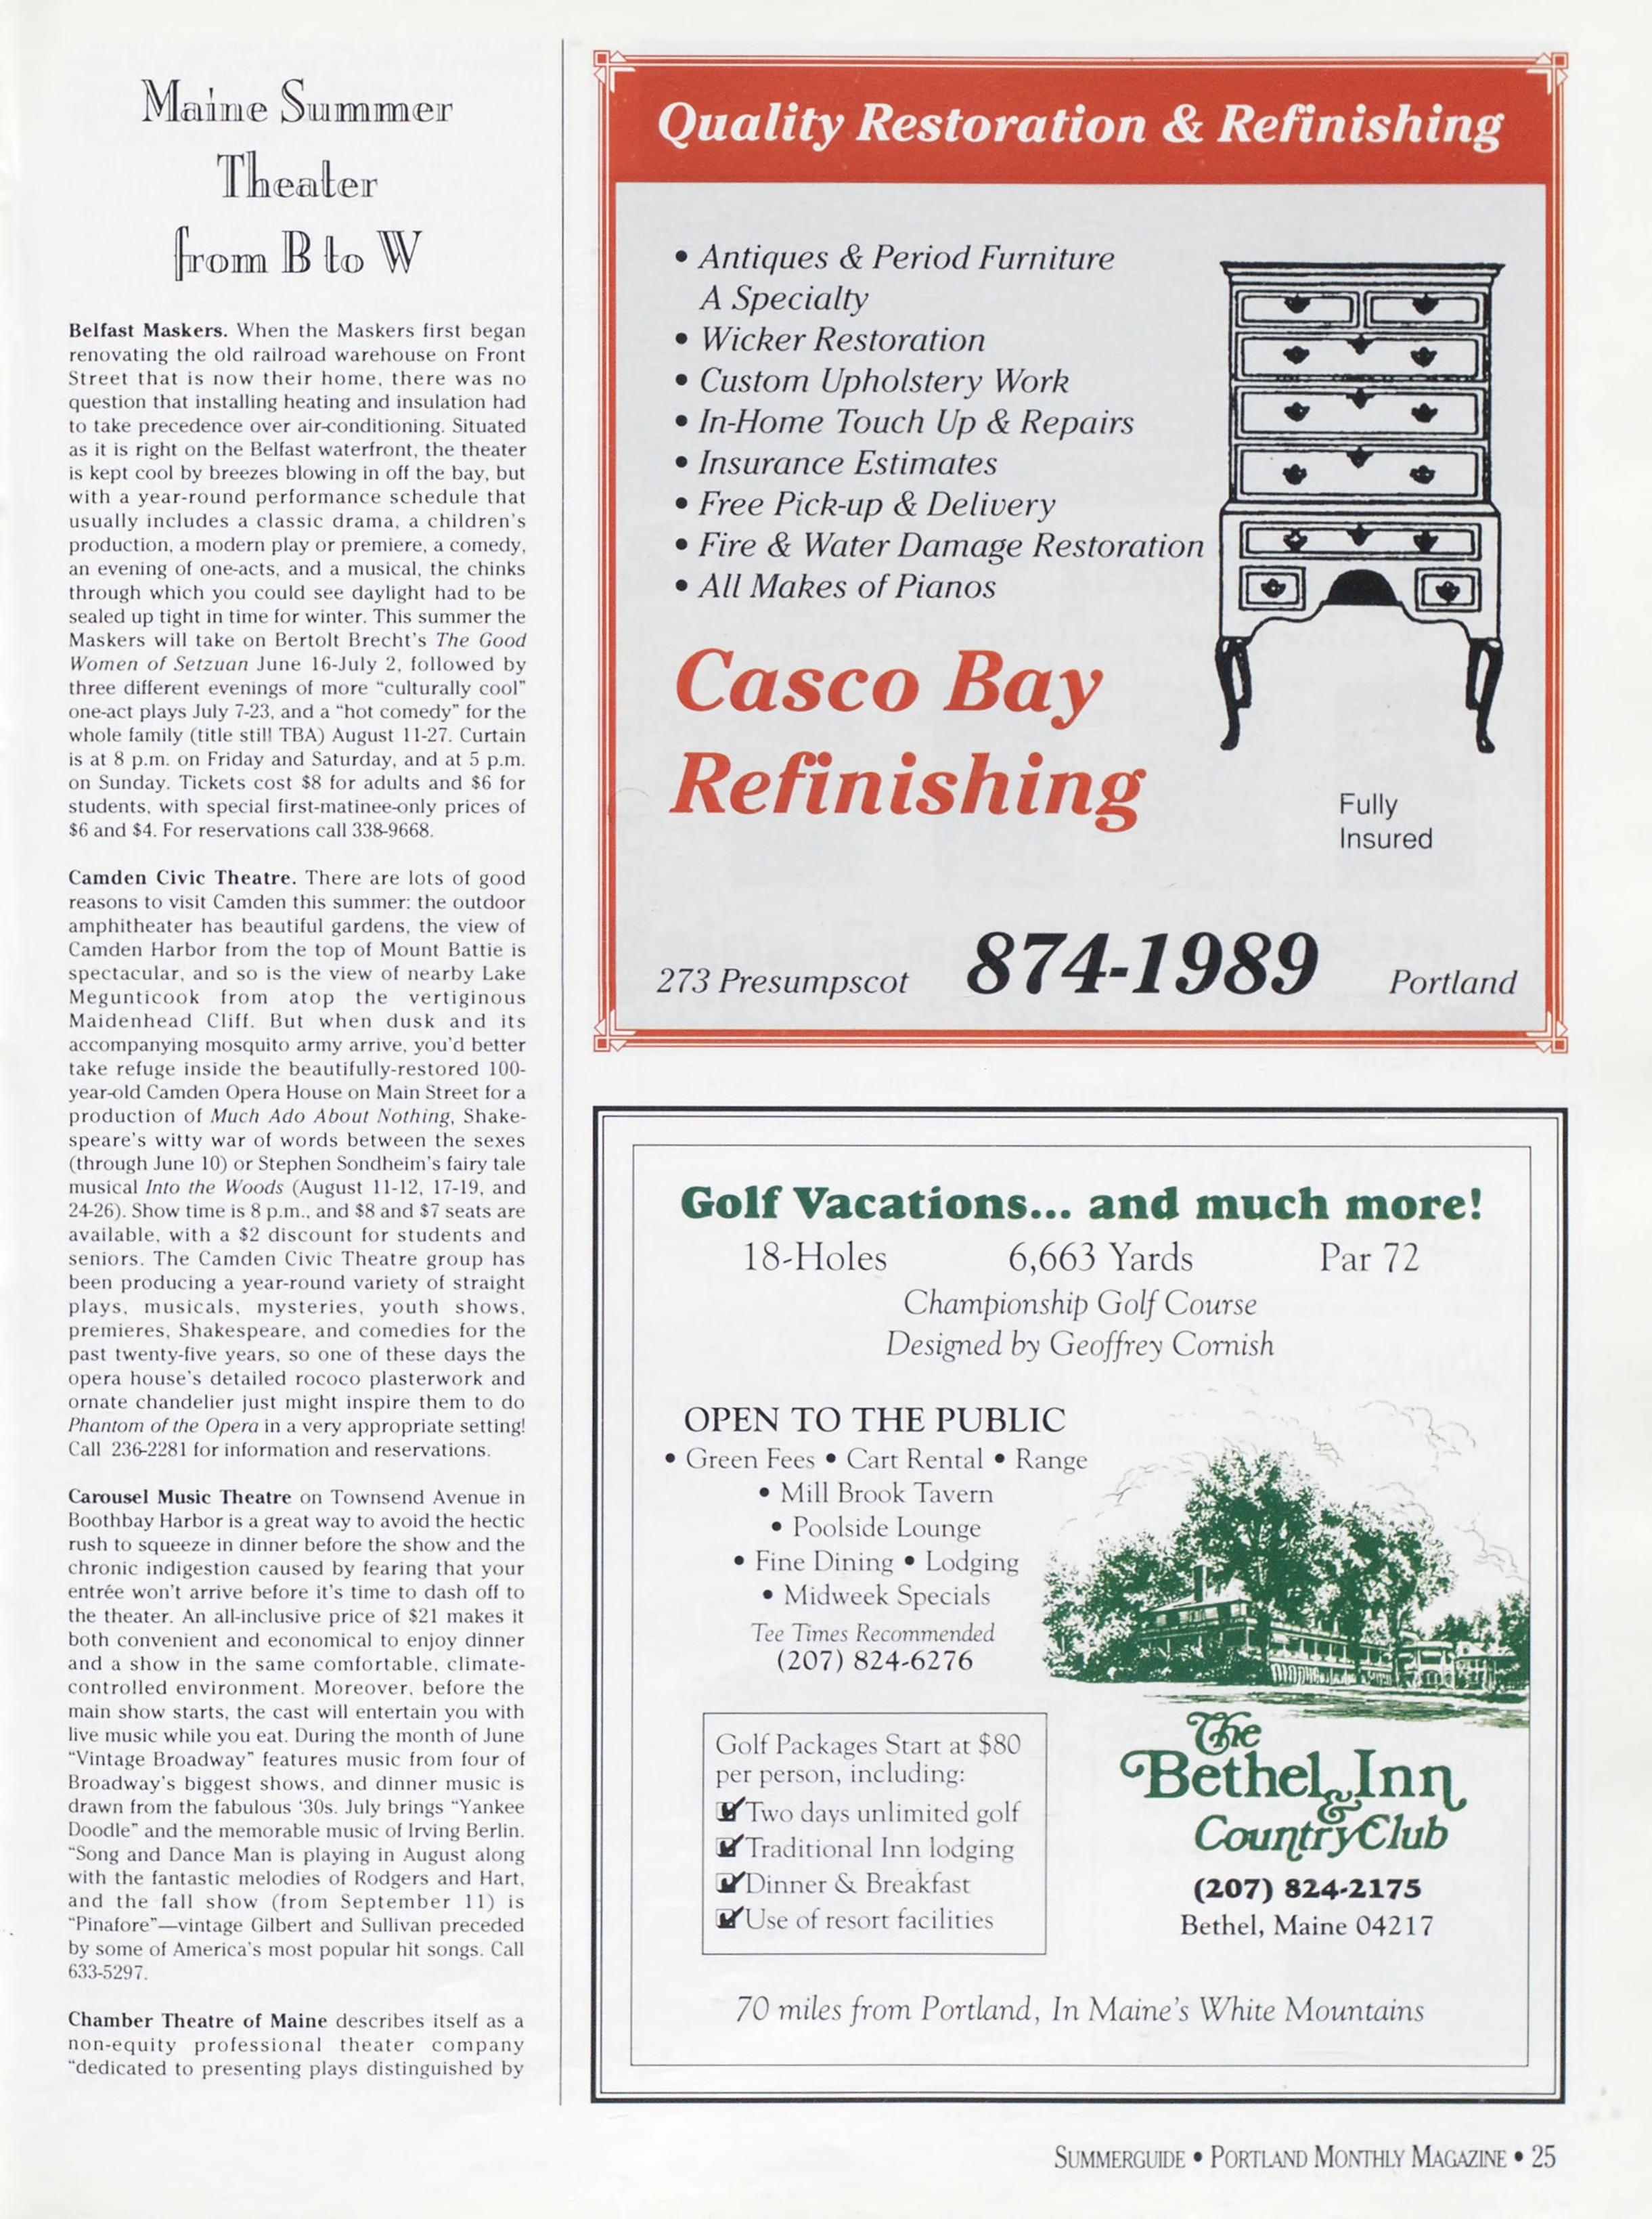 Maine Summer
Theater
from B to W
Belfast Maskers. When the Maskers first began
renovating the old railroad warehouse on Front
Street that is now their home, there was no
question that installing heating and insulation had
to take precedence over air-conditioning. Situated
as it is right on the Belfast waterfront, the theater
is kept cool by breezes blowing in off the bay, but
with a year-round performance schedule that
usually includes a classic drama, a children's
production, a modern play or premiere, a comedy,
an evening of one-acts, and a musical, the chinks
through which you could see daylight had to be
sealed up tight in time for winter. This summer the
Maskers will take on Bertolt Brecht's The Good
Women of Setzuan June 16-July 2, followed by
three different evenings of more "culturally cool"
one-act plays July 7-23, and a "hot comedy" for the
whole family (title still TBA) August 11-27. Curtain
is at 8 p.m. on Friday and Saturday, and at 5 p.m.
on Sunday. Tickets cost $8 for adults and $6 for
students, with special first-matinee-only prices of
$6 and $4. For reservations call 338-9668.
Camden Civic Theatre. There are lots of good
reasons to visit Camden this summer: the outdoor
amphitheater has beautiful gardens, the view of
Camden Harbor from the top of Mount Battie is
spectacular, and so is the view of nearby Lake
Megunticook from atop the vertiginous
Maidenhead Cliff. But when dusk and its
accompanying mosquito army arrive, you'd better
take refuge inside the beautifully-restored 100-
year-old Camden Opera House on Main Street for a
production of Much Ado About Nothing, Shake-
speare's witty war of words between the sexes
(through June 10) or Stephen Sondheim's fairy tale
musical Into the Woods (August 11-12, 17-19, and
24-26). Show time is 8 p.m., and $8 and $7 seats are
available, with a $2 discount for students and
seniors. The Camden Civic Theatre group has
been producing a year-round variety of straight
plays, musicals, mysteries, youth shows,
premieres, Shakespeare, and comedies for the
past twenty-five years, so one of these days the
opera house's detailed rococo plasterwork and
ornate chandelier just might inspire them to do
Phantom of the Opera in a very appropriate setting!
Call 236-2281 for information and reservations.
Carousel Music Theatre on Townsend Avenue in
Boothbay Harbor is a great way to avoid the hectic
rush to squeeze in dinner before the show and the
chronic indigestion caused by fearing that your
entrée won't arrive before it's time to dash off to
the theater. An all-inclusive price of $21 makes it
both convenient and economical to enjoy dinner
and a show in the same comfortable, climate-
controlled environment. Moreover, before the
main show starts, the cast will entertain you with
live music while you eat. During the month of June
"Vintage Broadway" features music from four of
Broadway's biggest shows, and dinner music is
drawn from the fabulous '30s. July brings "Yankee
Doodle" and the memorable music of Irving Berlin.
"Song and Dance Man is playing in August along
with the fantastic melodies of Rodgers and Hart,
and the fall show (from September 11) is
"Pinafore"—vintage Gilbert and Sullivan preceded
by some of America's most popular hit songs. Call
633-5297.
Chamber Theatre of Maine describes itself as a
non-equity professional theater company
"dedicated to presenting plays distinguished by
Quality Restoration & Refinishing
• Antiques & Period Furniture
A Specialty
• Wicker Restoration
• Custom Upholstery Work
• In-Home Touch Up & Repairs
• Insurance Estimates
• Free Pick-up & Delivery
• Fire & Water Damage Restoration
• All Makes of Pianos
Casco Bay
Refinishing
Fully
Insured
273 Presumpscot 874-1989 Portland
Golf Vacations... and much more!
18-Holes 6,663 Yards Par 72
Championship Golf Course
Designed by Geoffrey Cornish
OPEN TO THE PUBLIC
• Green Fees • Cart Rental • Range
• Mill Brook Tavern
• Poolside Lounge
• Fine Dining • Lodging
• Midweek Specials
Tee Times Recommended
(207) 824-6276
Golf Packages Start at $80
per person, including:
Two days unlimited golf
Traditional Inn lodging
Dinner & Breakfast
Use of resort facilities
The
Bethel Inn
&
Country Club
(207) 824-2175
Bethel, Maine 04217
70 miles from Portland, In Maine's White Mountains
SUMMERGUIDE • PORTLAND MONTHLY MAGAZINE • 25